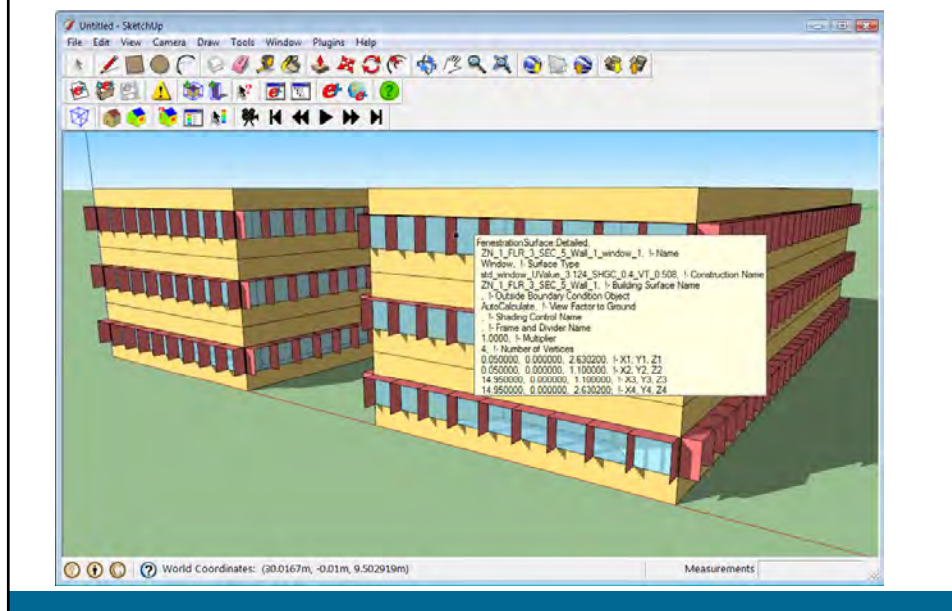 Untitled - SketchUp
File Edit View Camera Draw Tools Window Plugins Help
FenestrationSurface:Detailed,
ZN_1_FLR_3_SEC_5_Wall_1_window_1, !- Name
Window, !- Surface Type
std_window_UValue_3.124_SHGC_0.4_VT_0.508, !- Construction Name
ZN_1_FLR_3_SEC_5_Wall_1, !- Building Surface Name
, !- Outside Boundary Condition Object
AutoCalculate, !- View Factor to Ground
, !- Shading Control Name
, !- Frame and Divider Name
1.0000, !- Multiplier
4, !- Number of Vertices
0.050000, 0.000000, 2.630200, !- X1, Y1, Z1
0.050000, 0.000000, 1.100000, !- X2, Y2, Z2
14.950000, 0.000000, 1.100000, !- X3, Y3, Z3
14.950000, 0.000000, 2.630200; !- X4, Y4, Z4
World Coordinates: (30.0167m, -0.01m, 9.502919m)
Measurements